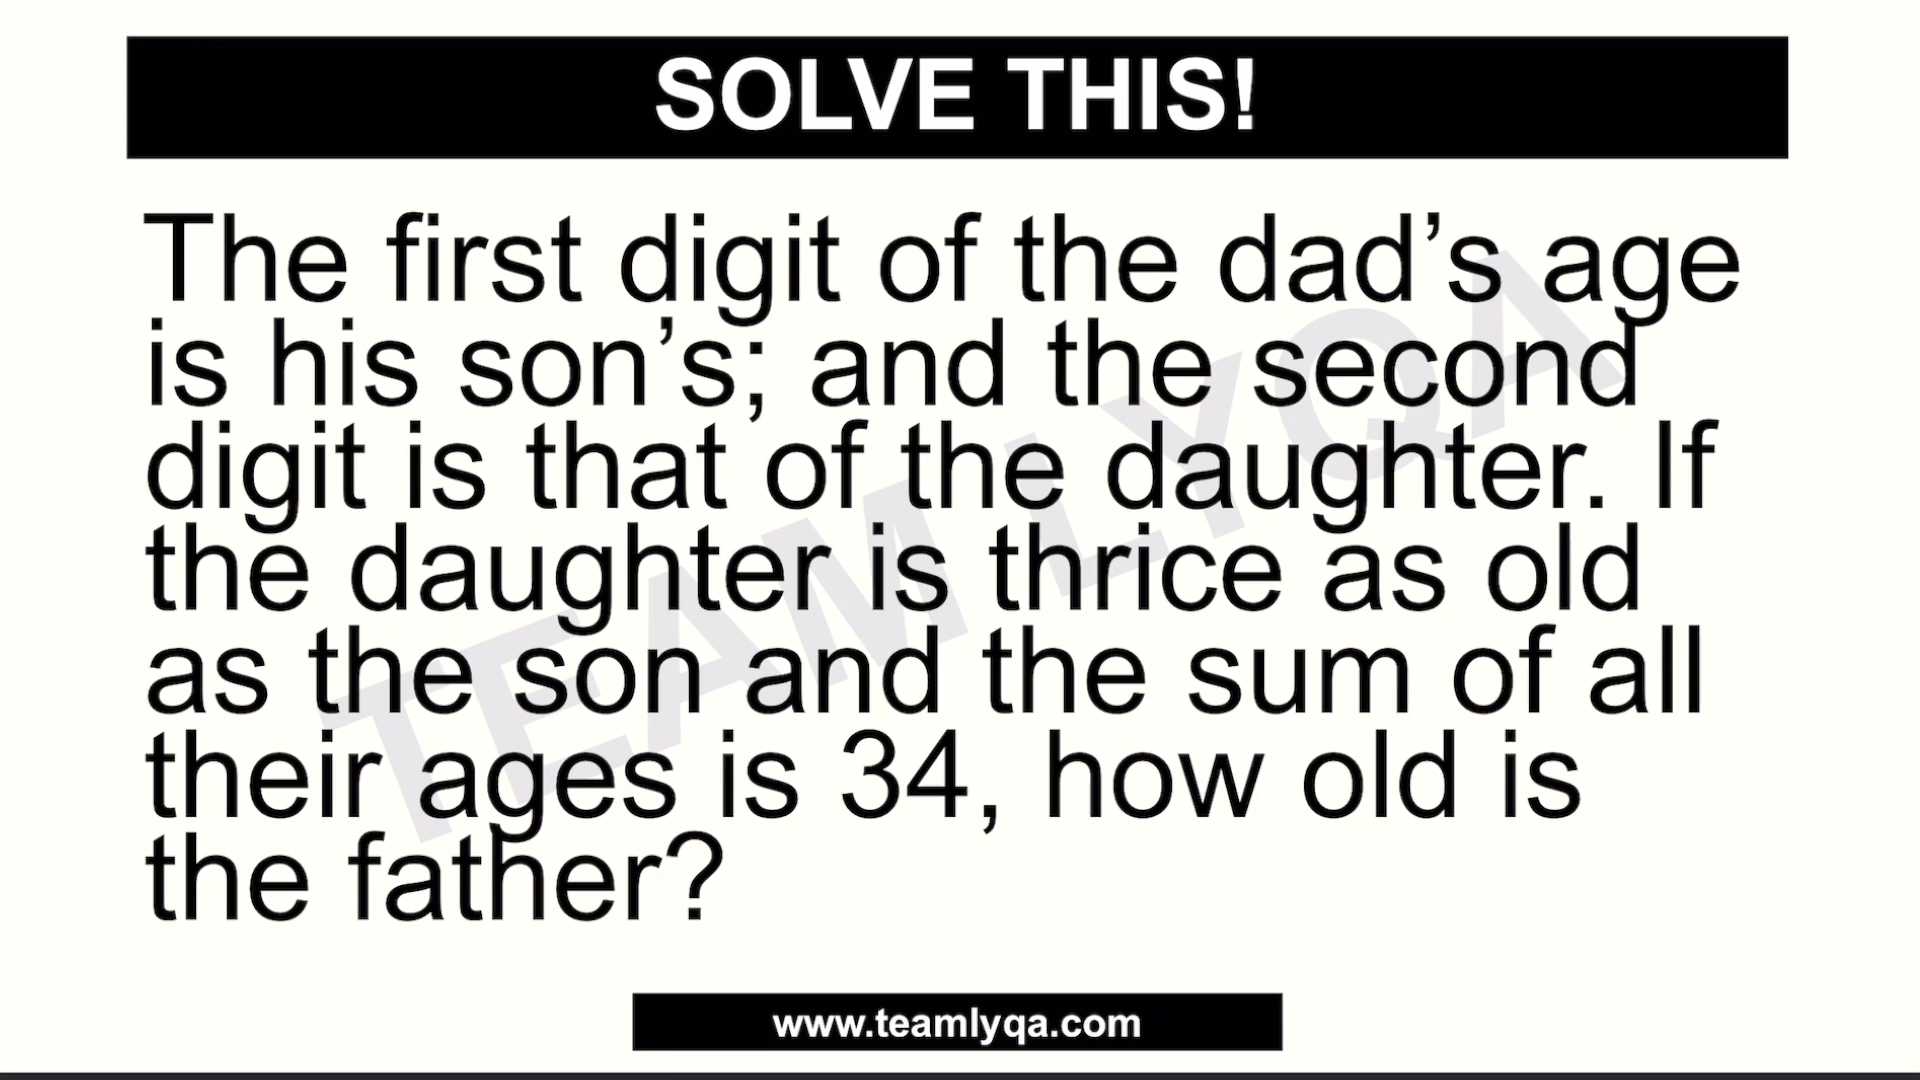 SOLVE THIS!
The first digit of the dad’s age
is his son’s; and the second
digit is that of the daughter. If
the daughter is thrice as old
as the son and the sum of all
their ages is 34, how old is
the father?
TEAM LYQA
www.teamlyqa.com